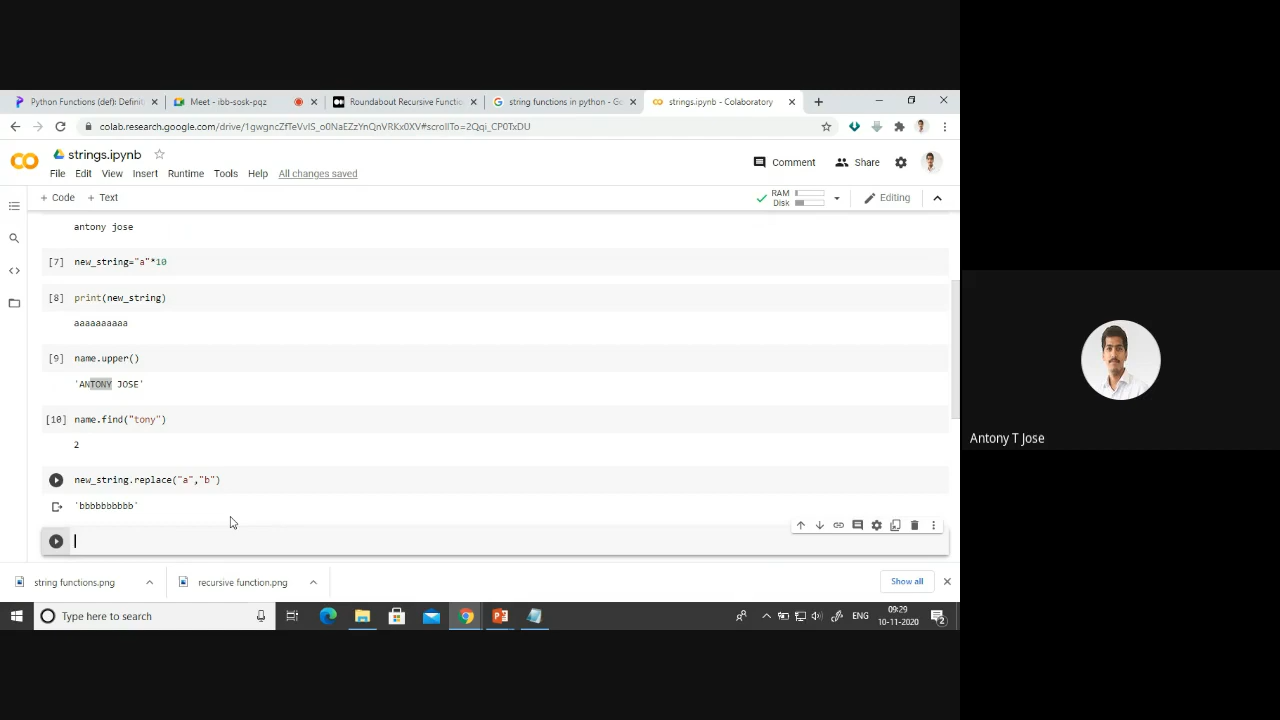 Python Functions (def): Definit
Meet - ibb-sosk-pqz
Roundabout Recursive Functio
string functions in python - Go
strings.ipynb - Colaboratory
colab.research.google.com/drive/1gwgncZfTeVvIS_o0NaEZzYnQnVRKx0XV#scrollTo=2Qqi_CP0TxDU
strings.ipynb
Comment
Share
File Edit View Insert Runtime Tools Help All changes saved
+ Code + Text
RAM
Disk
Editing
antony jose
[7] new_string="a"*10
[8] print(new_string)
aaaaaaaaaa
[9] name.upper()
'ANTONY JOSE'
[10] name.find("tony")
2
new_string.replace("a","b")
'bbbbbbbbbb'
Antony T Jose
string functions.png
recursive function.png
Show all
Type here to search
ENG
09:29
10-11-2020
2